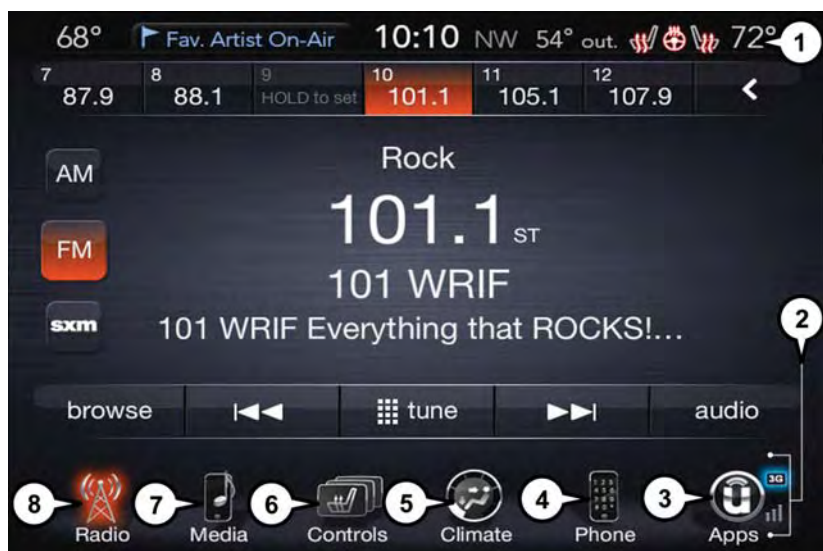 68° Fav. Artist On-Air 10:10 NW 54° out. 72° 1
7 87.9 8 88.1 9 HOLD to set 10 101.1 11 105.1 12 107.9
AM
Rock
101.1 ST
FM
101 WRIF
sxm
101 WRIF Everything that ROCKS!...
2
browse tune audio
3G
8 7 6 5 4 3
Radio Media Controls Climate Phone Apps